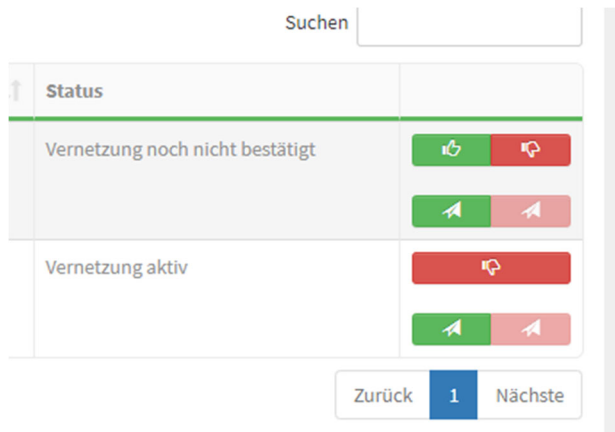 Suchen
Status
Vernetzung noch nicht bestätigt
Vernetzung aktiv
Zurück 1 Nächste